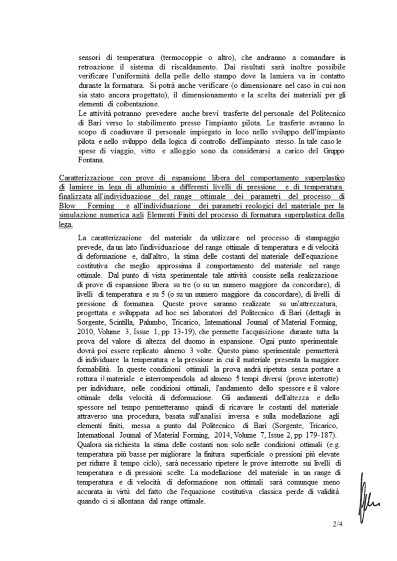 sensori di temperatura (termocoppie o altro), che andranno a comandare in
retroazione il sistema di riscaldamento. Dai risultati sarà inoltre possibile
verificare l'uniformità della pelle dello stampo dove la lamiera va in contatto
durante la formatura. Si potrà anche verificare (o dimensionare nel caso in cui non
sia stato ancora progettato), il dimensionamento e la scelta dei materiali per gli
elementi di coibentazione.
Le attività potranno prevedere anche brevi trasferte del personale del Politecnico
di Bari verso lo stabilimento presso l'impianto pilota. Le trasferte avranno lo
scopo di coadiuvare il personale impiegato in loco nello sviluppo dell'impianto
pilota e nello sviluppo della logica di controllo dell'impianto stesso. In tale caso le
spese di viaggio, vitto e alloggio sono da considerarsi a carico del Gruppo
Fontana.
Caratterizzazione con prove di espansione libera del comportamento superplastico
di lamiere in lega di alluminio a differenti livelli di pressione e di temperatura,
finalizzata all'individuazione del range ottimale dei parametri del processo di
Blow Forming e all'individuazione dei parametri reologici del materiale per la
simulazione numerica agli Elementi Finiti del processo di formatura superplastica della
lega.
La caratterizzazione del materiale da utilizzare nel processo di stampaggio
prevede, da un lato l'individuazione del range ottimale di temperatura e di velocità
di deformazione e, dall'altro, la stima delle costanti del materiale dell'equazione
costitutiva che meglio approssima il comportamento del materiale nel range
ottimale. Dal punto di vista sperimentale tale attività consiste nella realizzazione
di prove di espansione libera su tre (o su un numero maggiore da concordare), di
livelli di temperatura e su 5 (o su un numero maggiore da concordare), di livelli di
pressione di formatura. Queste prove saranno realizzate su un'attrezzatura,
progettata e sviluppata ad hoc nei laboratori del Politecnico di Bari (dettagli in
Sorgente, Scintilla, Palumbo, Tricarico, International Journal of Material Forming,
2010, Volume 3, Issue 1, pp 13-19), che permette l'acquisizione durante tutta la
prova del valore di altezza del duomo in espansione. Ogni punto sperimentale
dovrà poi essere replicato almeno 3 volte. Questo piano sperimentale permetterà
di individuare la temperatura e la pressione in cui il materiale presenta la maggiore
formabilità. In queste condizioni ottimali la prova andrà ripetuta senza portare a
rottura il materiale e interrompendola ad almeno 5 tempi diversi (prove interrotte)
per individuare, nelle condizioni ottimali, l'andamento dello spessore e il valore
ottimale della velocità di deformazione. Gli andamenti dell'altezza e dello
spessore nel tempo permetteranno quindi di ricavare le costanti del materiale
attraverso una procedura, basata sull'analisi inversa e sulla modellazione agli
elementi finiti, messa a punto dal Politecnico di Bari (Sorgente, Tricarico,
International Journal of Material Forming, 2014, Volume 7, Issue 2, pp 179-187).
Qualora sia richiesta la stima delle costanti non solo nelle condizioni ottimali (e.g.
temperatura più basse per migliorare la finitura superficiale o pressioni più elevate
per ridurre il tempo ciclo), sarà necessario ripetere le prove interrotte sui livelli di
temperatura e di pressioni scelte. La modellazione del materiale in un range di
temperatura e di velocità di deformazione non ottimali sarà comunque meno
accurata in virtù del fatto che l'equazione costitutiva classica perde di validità
quando ci si allontana dal range ottimale.
2/4